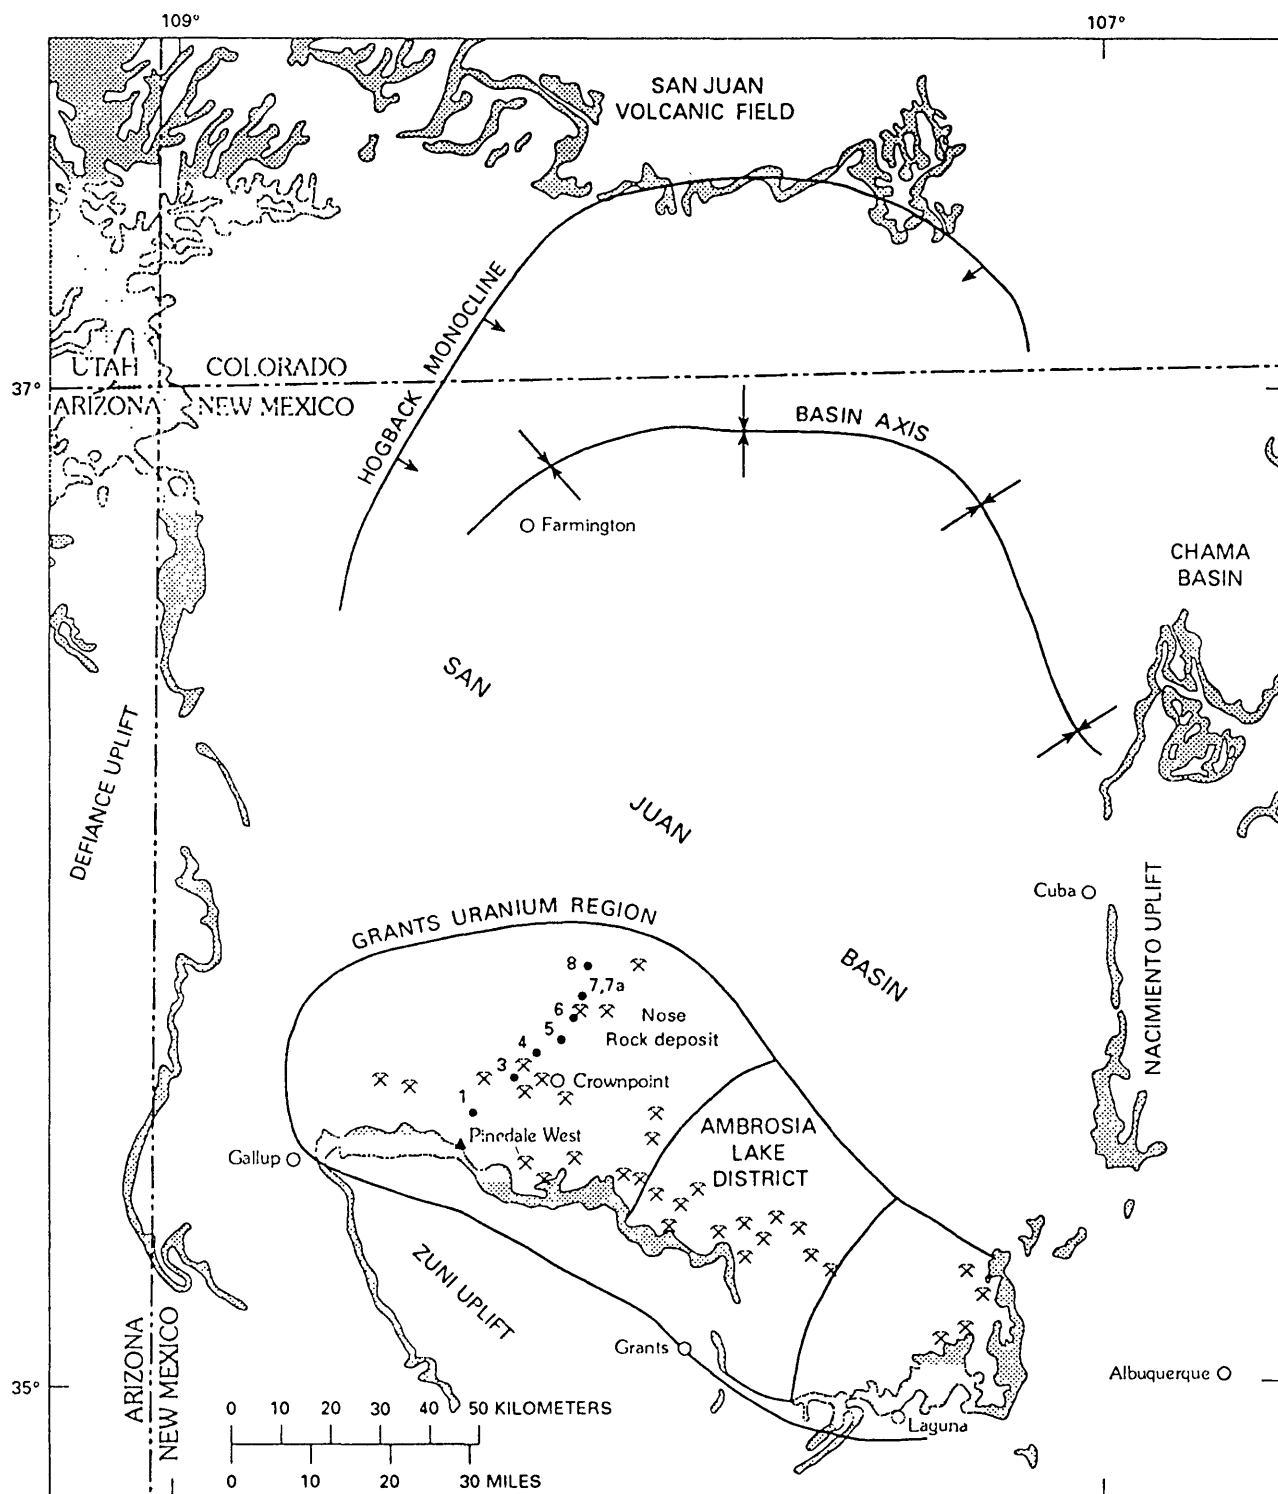 109°
107°
SAN JUAN
VOLCANIC FIELD
HOGBACK MONOCLINE
UTAH
COLORADO
37°
ARIZONA
NEW MEXICO
BASIN AXIS
Farmington
CHAMA
BASIN
SAN
DEFIANCE UPLIFT
JUAN
Cuba
NACIMIENTO UPLIFT
GRANTS URANIUM REGION
BASIN
8
7,7a
6
Nose
5
Rock deposit
4
3
Crownpoint
1
AMBROSIA
LAKE
DISTRICT
Pinedale West
Gallup
ZUNI UPLIFT
Grants
ARIZONA
NEW MEXICO
35°
Albuquerque
Laguna
0 10 20 30 40 50 KILOMETERS
0 10 20 30 MILES